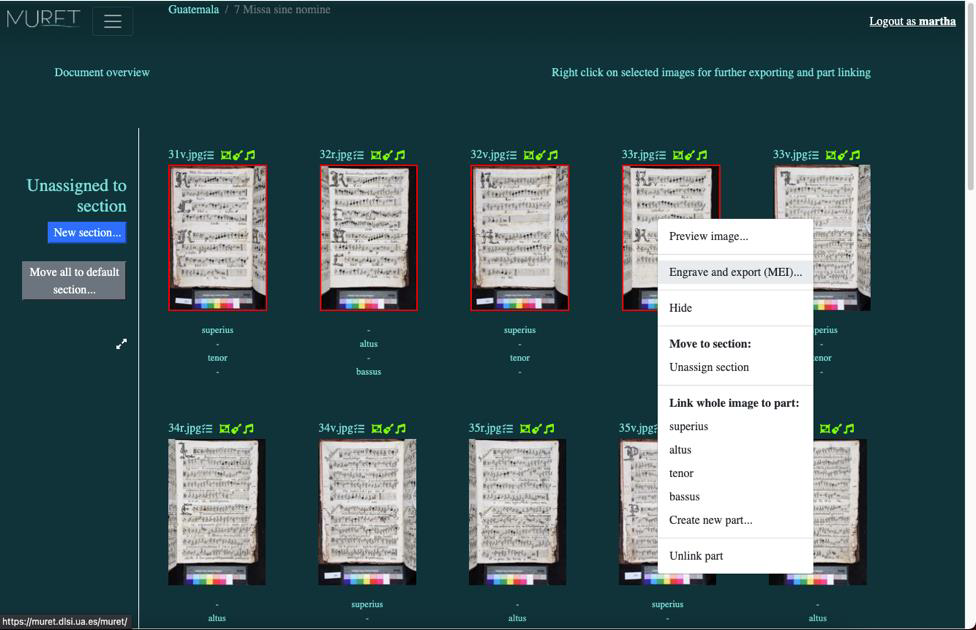 MURET
Guatemala / 7 Missa sine nomine
Logout as martha
Document overview
Right click on selected images for further exporting and part linking
Unassigned to
section
New section...
Move all to default
section...
31v.jpg
32r.jpg
32v.jpg
33r.jpg
33v.jpg
superius
-
tenor
-
-
altus
-
bassus
superius
-
tenor
-
perius
-
enor
-
Preview image...
Engrave and export (MEI)...
Hide
Move to section:
Unassign section
Link whole image to part:
superius
altus
tenor
bassus
Create new part...
Unlink part
34r.jpg
34v.jpg
35r.jpg
35v.jpg
-
altus
superius
-
-
altus
superius
-
-
altus
https://muret.dlsi.ua.es/muret/